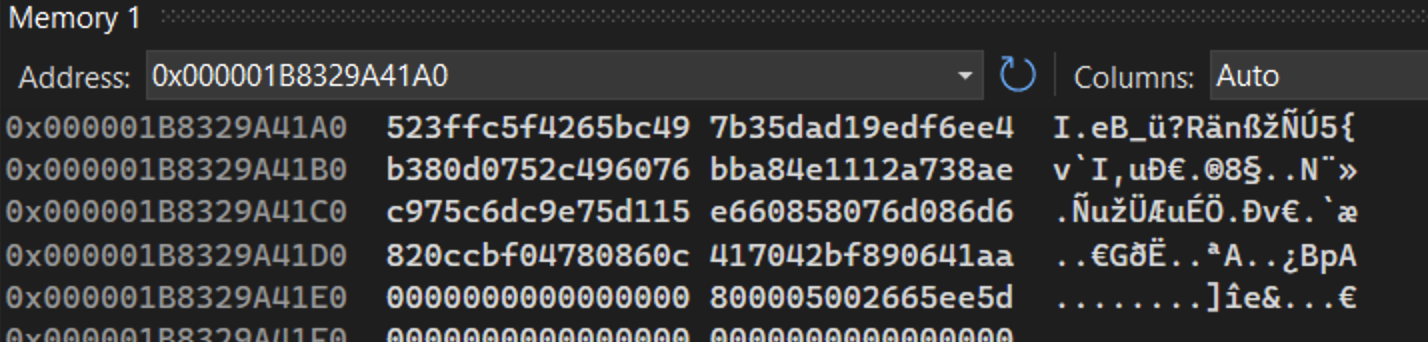 Memory 1
Address: 0x000001B8329A41A0 Columns: Auto
0x000001B8329A41A0 523ffc5f4265bc49 7b35dad19edf6ee4 I.eB_ü?RänßžÑÚ5{
0x000001B8329A41B0 b380d0752c496076 bba84e1112a738ae v`I,uÐ€.®8§..N¨»
0x000001B8329A41C0 c975c6dc9e75d115 e660858076d086d6 .ÑužÜÆuÉÖ.Ðv€.`æ
0x000001B8329A41D0 820ccbf04780860c 417042bf890641aa ..€GðË..ªA..¿BpA
0x000001B8329A41E0 0000000000000000 800005002665ee5d ........]îe&...€
0x000001B8329A41F0 0000000000000000 0000000000000000